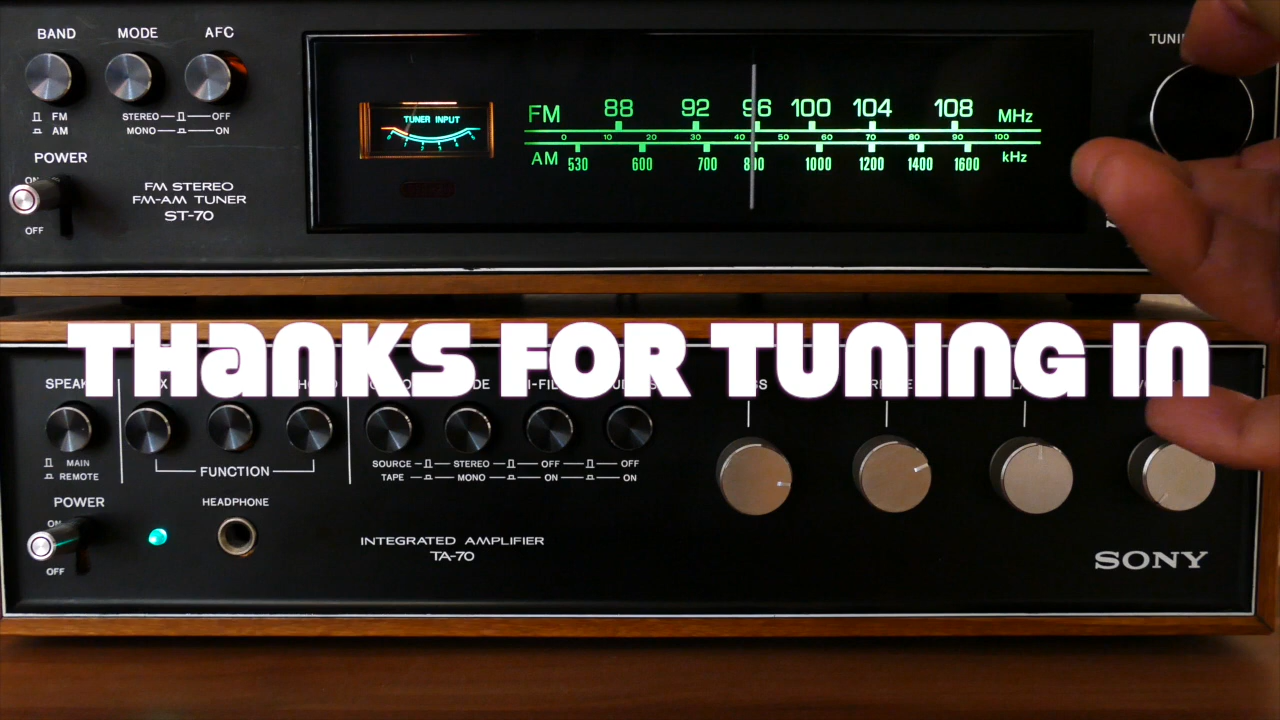 BAND MODE AFC
FM STEREO OFF
AM MONO ON
POWER
ON
OFF
FM STEREO
FM-AM TUNER
ST-70
TUNER INPUT
FM 88 92 96 100 104 108 MHz
0 10 20 30 40 50 60 70 80 90 100
AM 530 600 700 800 1000 1200 1400 1600 kHz
THANKS FOR TUNING IN
MAIN
REMOTE
FUNCTION
SOURCE STEREO OFF OFF
TAPE MONO ON ON
POWER
ON
OFF
HEADPHONE
INTEGRATED AMPLIFIER
TA-70
SONY